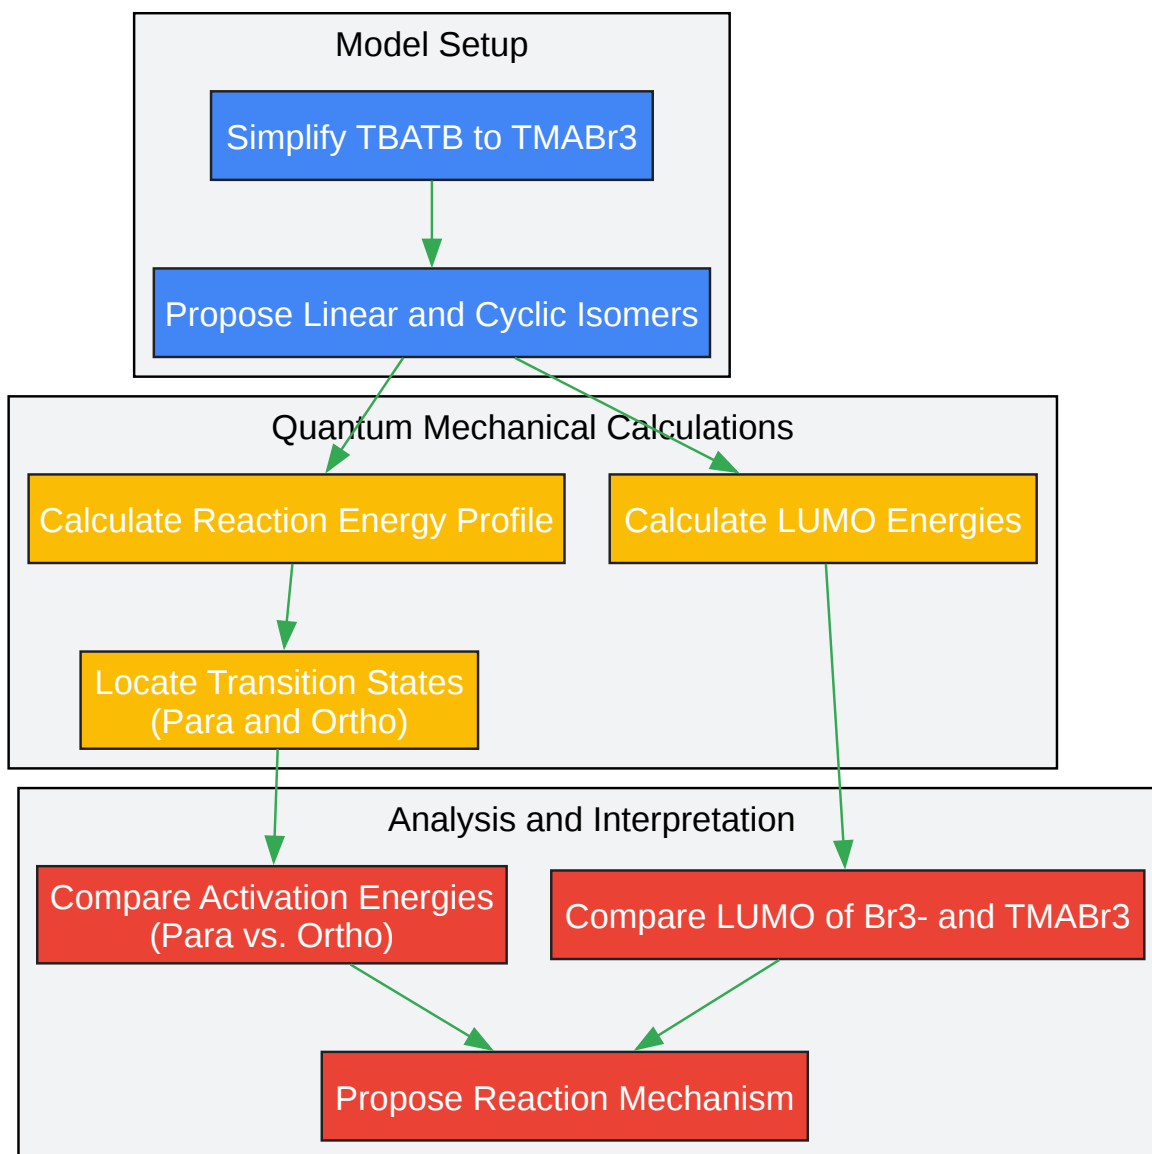 Model Setup
Simplify TBATB to TMABr3
Propose Linear and Cyclic Isomers
Quantum Mechanical Calculations
Calculate Reaction Energy Profile
Calculate LUMO Energies
Locate Transition States
(Para and Ortho)
Analysis and Interpretation
Compare Activation Energies
(Para vs. Ortho)
Compare LUMO of Br3- and TMABr3
Propose Reaction Mechanism